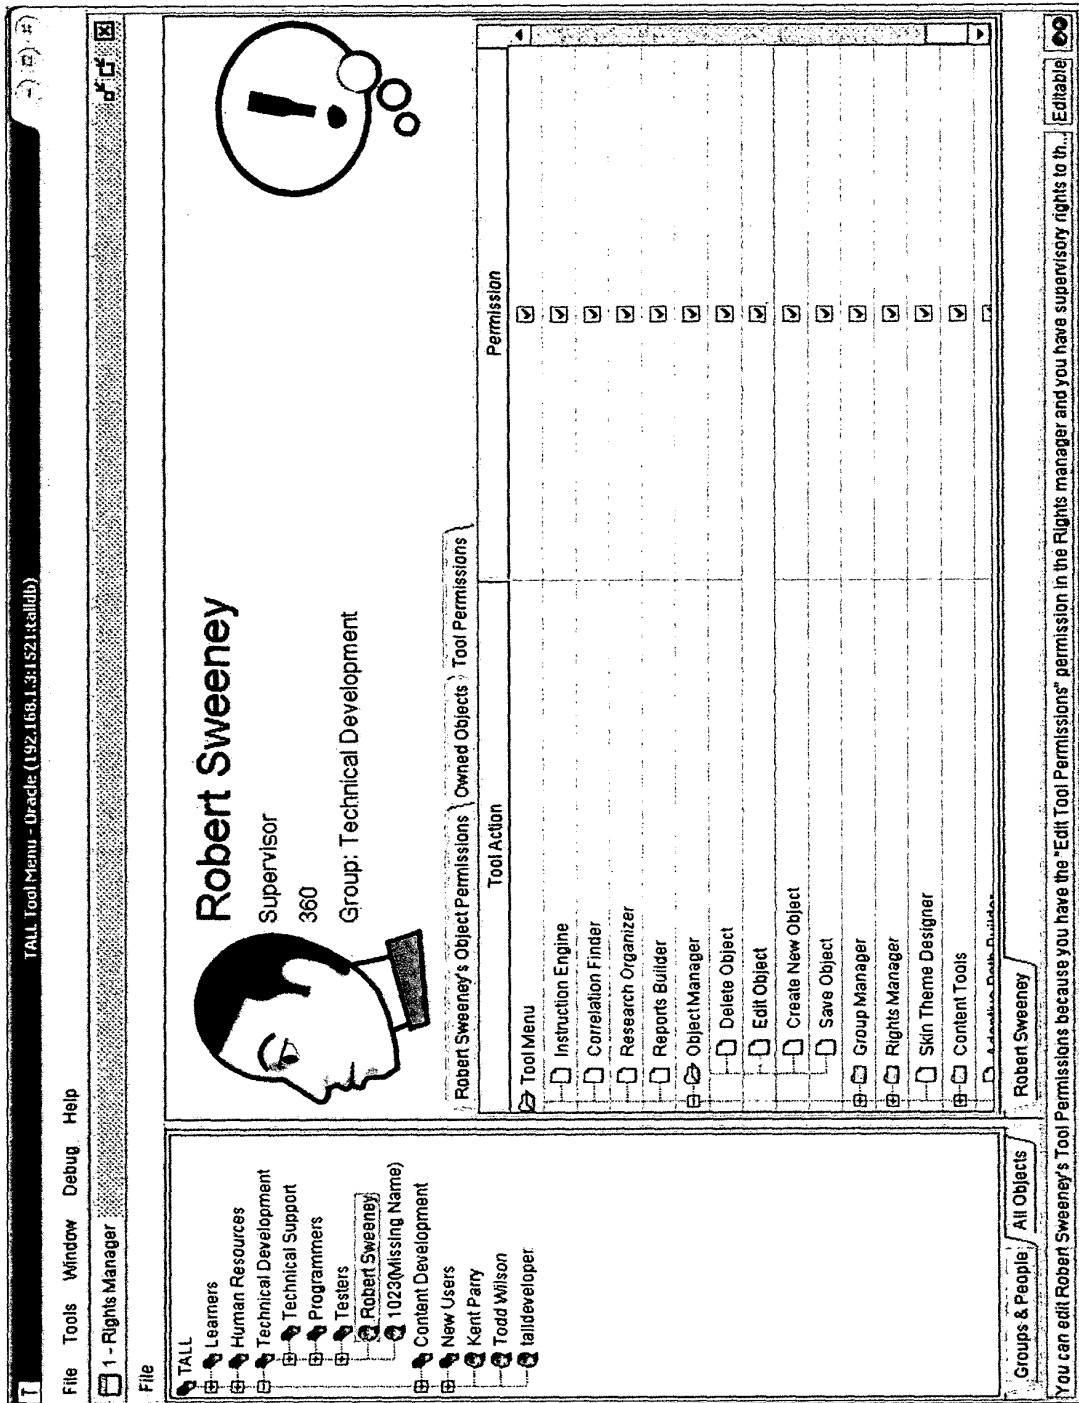 TALL Tool Menu - Oracle (192.168.1.3:1521:talldb)
File Tools Window Debug Help
1 - Rights Manager
File
TALL
Learners
Human Resources
Technical Development
Technical Support
Programmers
Testers
Robert Sweeney
1023(Missing Name)
Content Development
New Users
Kent Parry
Todd Wilson
talldeveloper
Groups & People All Objects
Robert Sweeney
Supervisor
360
Group: Technical Development
Robert Sweeney's Object Permissions Owned Objects Tool Permissions
Tool Action Permission
Tool Menu
Instruction Engine
Correlation Finder
Research Organizer
Reports Builder
Object Manager
Delete Object
Edit Object
Create New Object
Save Object
Group Manager
Rights Manager
Skin Theme Designer
Content Tools
Adaptive Path Builder
Robert Sweeney
You can edit Robert Sweeney's Tool Permissions because you have the "Edit Tool Permissions" permission in the Rights manager and you have supervisory rights to th... Editable